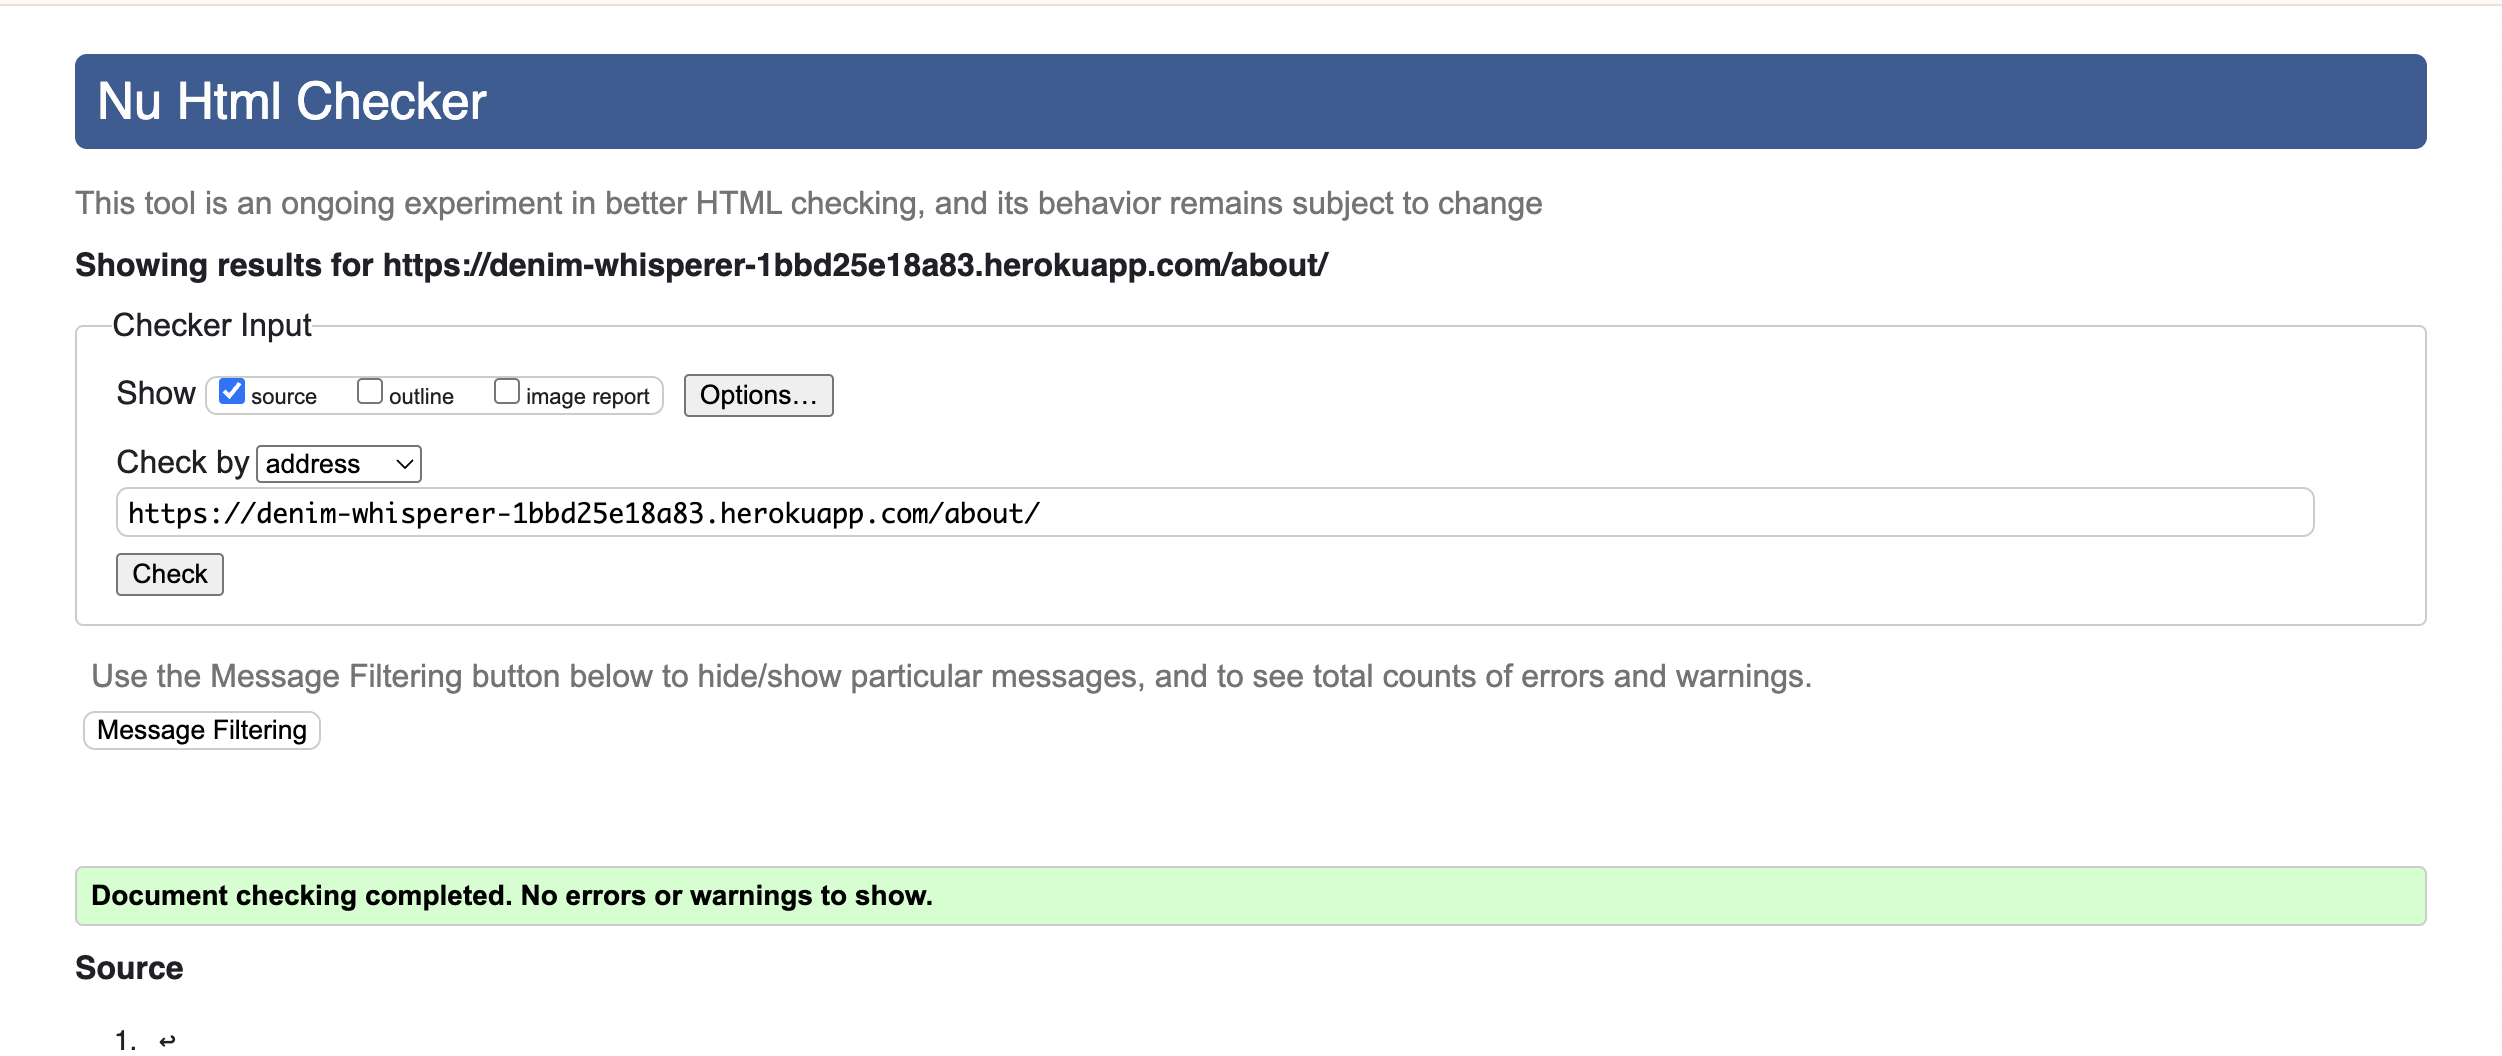 Nu Html Checker
This tool is an ongoing experiment in better HTML checking, and its behavior remains subject to change
Showing results for https://denim-whisperer-1bbd25e18a83.herokuapp.com/about/
Checker Input
Show source outline image report Options...
Check by address
https://denim-whisperer-1bbd25e18a83.herokuapp.com/about/
Check
Use the Message Filtering button below to hide/show particular messages, and to see total counts of errors and warnings.
Message Filtering
Document checking completed. No errors or warnings to show.
Source
1. ↩